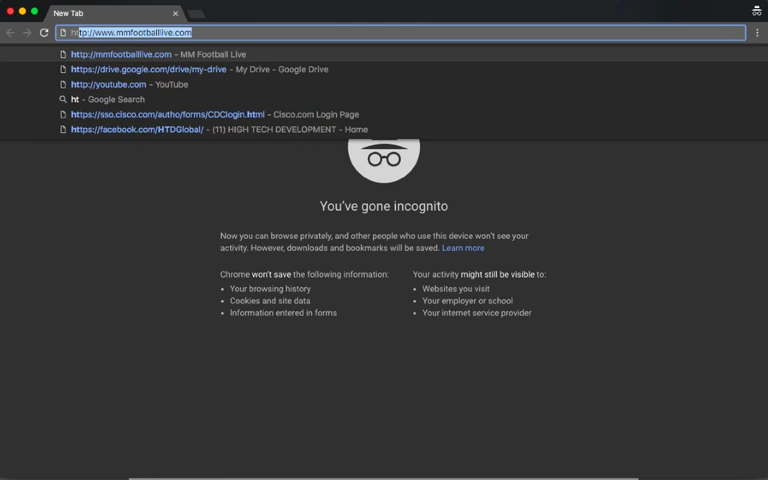 New Tab
http://www.mmfootballlive.com
http://mmfootballlive.com - MM Football Live
https://drive.google.com/drive/my-drive - My Drive - Google Drive
http://youtube.com - YouTube
ht - Google Search
https://sso.cisco.com/autho/forms/CDClogin.html - Cisco.com Login Page
https://facebook.com/HTDGlobal/ - (11) HIGH TECH DEVELOPMENT - Home
You've gone incognito
Now you can browse privately, and other people who use this device won't see your
activity. However, downloads and bookmarks will be saved. Learn more
Chrome won't save the following information:
• Your browsing history
• Cookies and site data
• Information entered in forms
Your activity might still be visible to:
• Websites you visit
• Your employer or school
• Your internet service provider